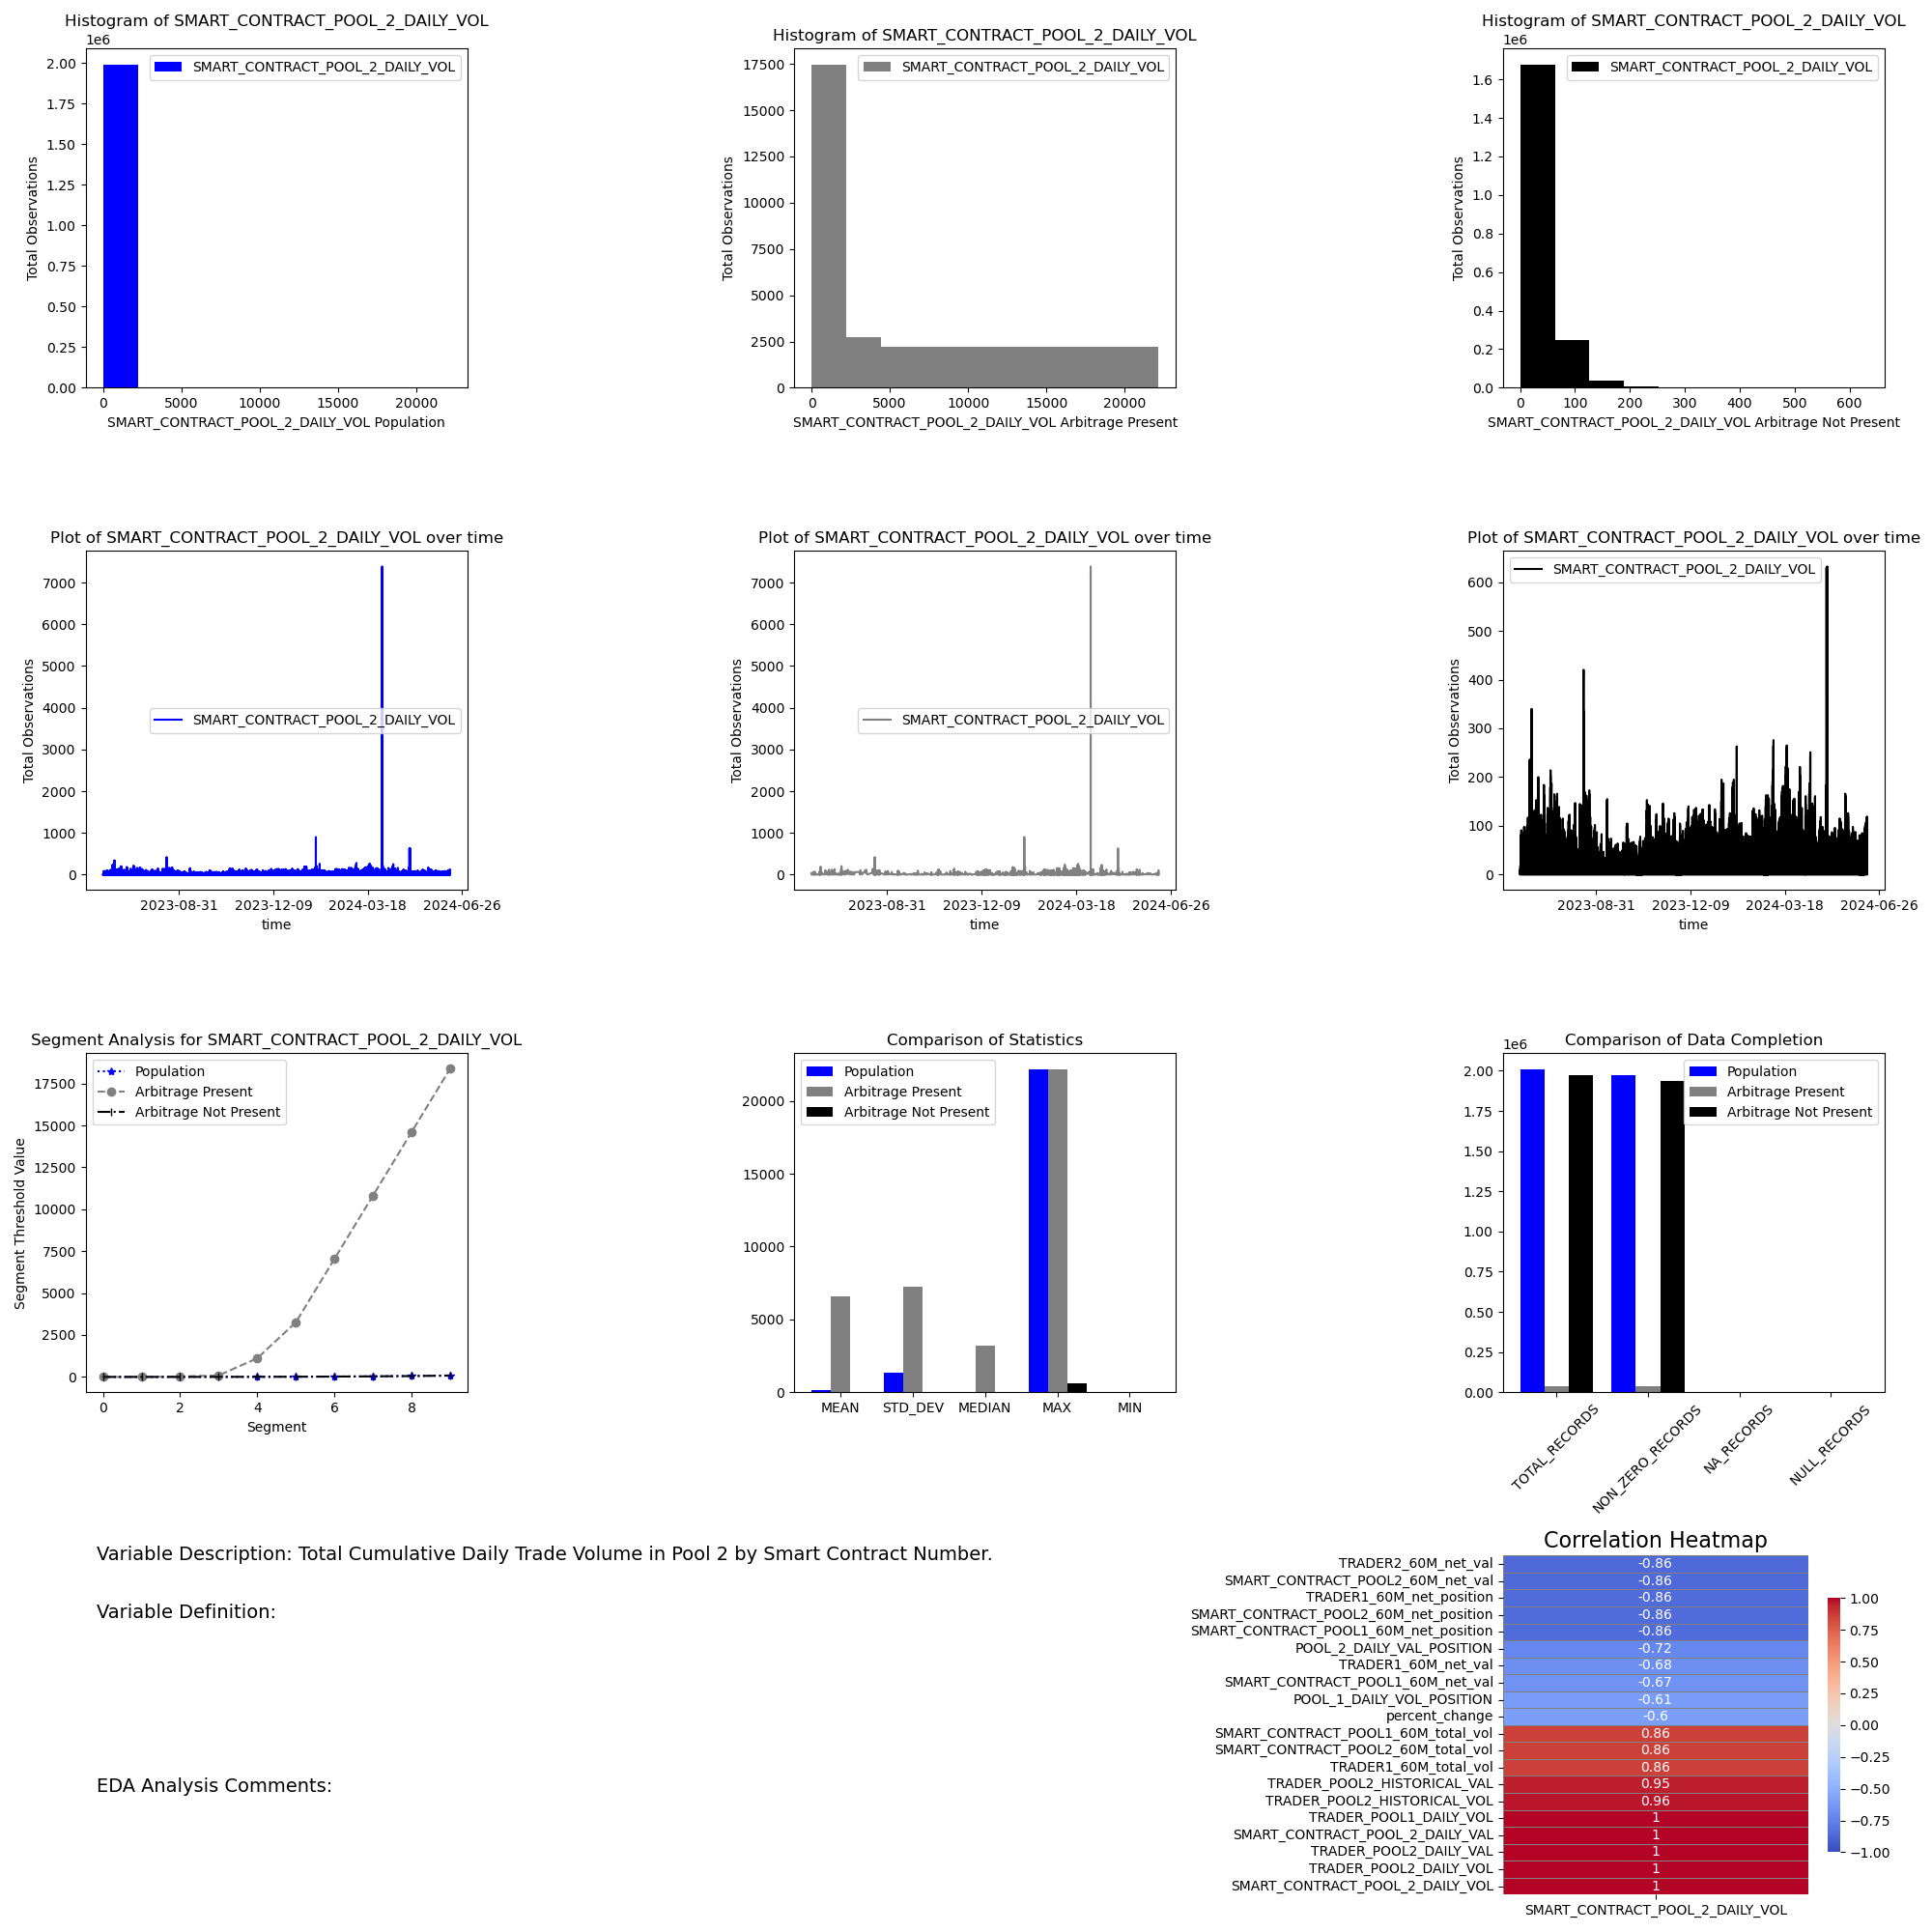 Histogram of SMART_CONTRACT_POOL_2_DAILY_VOL
1e6
SMART_CONTRACT_POOL_2_DAILY_VOL
2.00
1.75
1.50
1.25
1.00
0.75
0.50
0.25
0.00
Total Observations
0 5000 10000 15000 20000
SMART_CONTRACT_POOL_2_DAILY_VOL Population
Histogram of SMART_CONTRACT_POOL_2_DAILY_VOL
SMART_CONTRACT_POOL_2_DAILY_VOL
17500
15000
12500
10000
7500
5000
2500
0
Total Observations
0 5000 10000 15000 20000
SMART_CONTRACT_POOL_2_DAILY_VOL Arbitrage Present
Histogram of SMART_CONTRACT_POOL_2_DAILY_VOL
1e6
SMART_CONTRACT_POOL_2_DAILY_VOL
1.6
1.4
1.2
1.0
0.8
0.6
0.4
0.2
0.0
Total Observations
0 100 200 300 400 500 600
SMART_CONTRACT_POOL_2_DAILY_VOL Arbitrage Not Present
Plot of SMART_CONTRACT_POOL_2_DAILY_VOL over time
7000
6000
5000
4000
3000
2000
1000
0
Total Observations
SMART_CONTRACT_POOL_2_DAILY_VOL
2023-08-31 2023-12-09 2024-03-18 2024-06-26
time
Plot of SMART_CONTRACT_POOL_2_DAILY_VOL over time
7000
6000
5000
4000
3000
2000
1000
0
Total Observations
SMART_CONTRACT_POOL_2_DAILY_VOL
2023-08-31 2023-12-09 2024-03-18 2024-06-26
time
Plot of SMART_CONTRACT_POOL_2_DAILY_VOL over time
SMART_CONTRACT_POOL_2_DAILY_VOL
600
500
400
300
200
100
0
Total Observations
2023-08-31 2023-12-09 2024-03-18 2024-06-26
time
Segment Analysis for SMART_CONTRACT_POOL_2_DAILY_VOL
Population
Arbitrage Present
Arbitrage Not Present
17500
15000
12500
10000
7500
5000
2500
0
Segment Threshold Value
0 2 4 6 8
Segment
Comparison of Statistics
Population
Arbitrage Present
Arbitrage Not Present
20000
15000
10000
5000
0
MEAN STD_DEV MEDIAN MAX MIN
Comparison of Data Completion
1e6
Population
Arbitrage Present
Arbitrage Not Present
2.00
1.75
1.50
1.25
1.00
0.75
0.50
0.25
0.00
TOTAL_RECORDS NON_ZERO_RECORDS NA_RECORDS NULL_RECORDS
Variable Description: Total Cumulative Daily Trade Volume in Pool 2 by Smart Contract Number.
Variable Definition:
EDA Analysis Comments:
Correlation Heatmap
TRADER2_60M_net_val -0.86
SMART_CONTRACT_POOL2_60M_net_val -0.86
TRADER1_60M_net_position -0.86
SMART_CONTRACT_POOL2_60M_net_position -0.86
SMART_CONTRACT_POOL1_60M_net_position -0.86
POOL_2_DAILY_VAL_POSITION -0.72
TRADER1_60M_net_val -0.68
SMART_CONTRACT_POOL1_60M_net_val -0.67
POOL_1_DAILY_VOL_POSITION -0.61
percent_change -0.6
SMART_CONTRACT_POOL1_60M_total_vol 0.86
SMART_CONTRACT_POOL2_60M_total_vol 0.86
TRADER1_60M_total_vol 0.86
TRADER_POOL2_HISTORICAL_VAL 0.95
TRADER_POOL2_HISTORICAL_VOL 0.96
TRADER_POOL1_DAILY_VOL 1
SMART_CONTRACT_POOL_2_DAILY_VAL 1
TRADER_POOL2_DAILY_VAL 1
TRADER_POOL2_DAILY_VOL 1
SMART_CONTRACT_POOL_2_DAILY_VOL 1
SMART_CONTRACT_POOL_2_DAILY_VOL
1.00
0.75
0.50
0.25
0.00
−0.25
−0.50
−0.75
−1.00